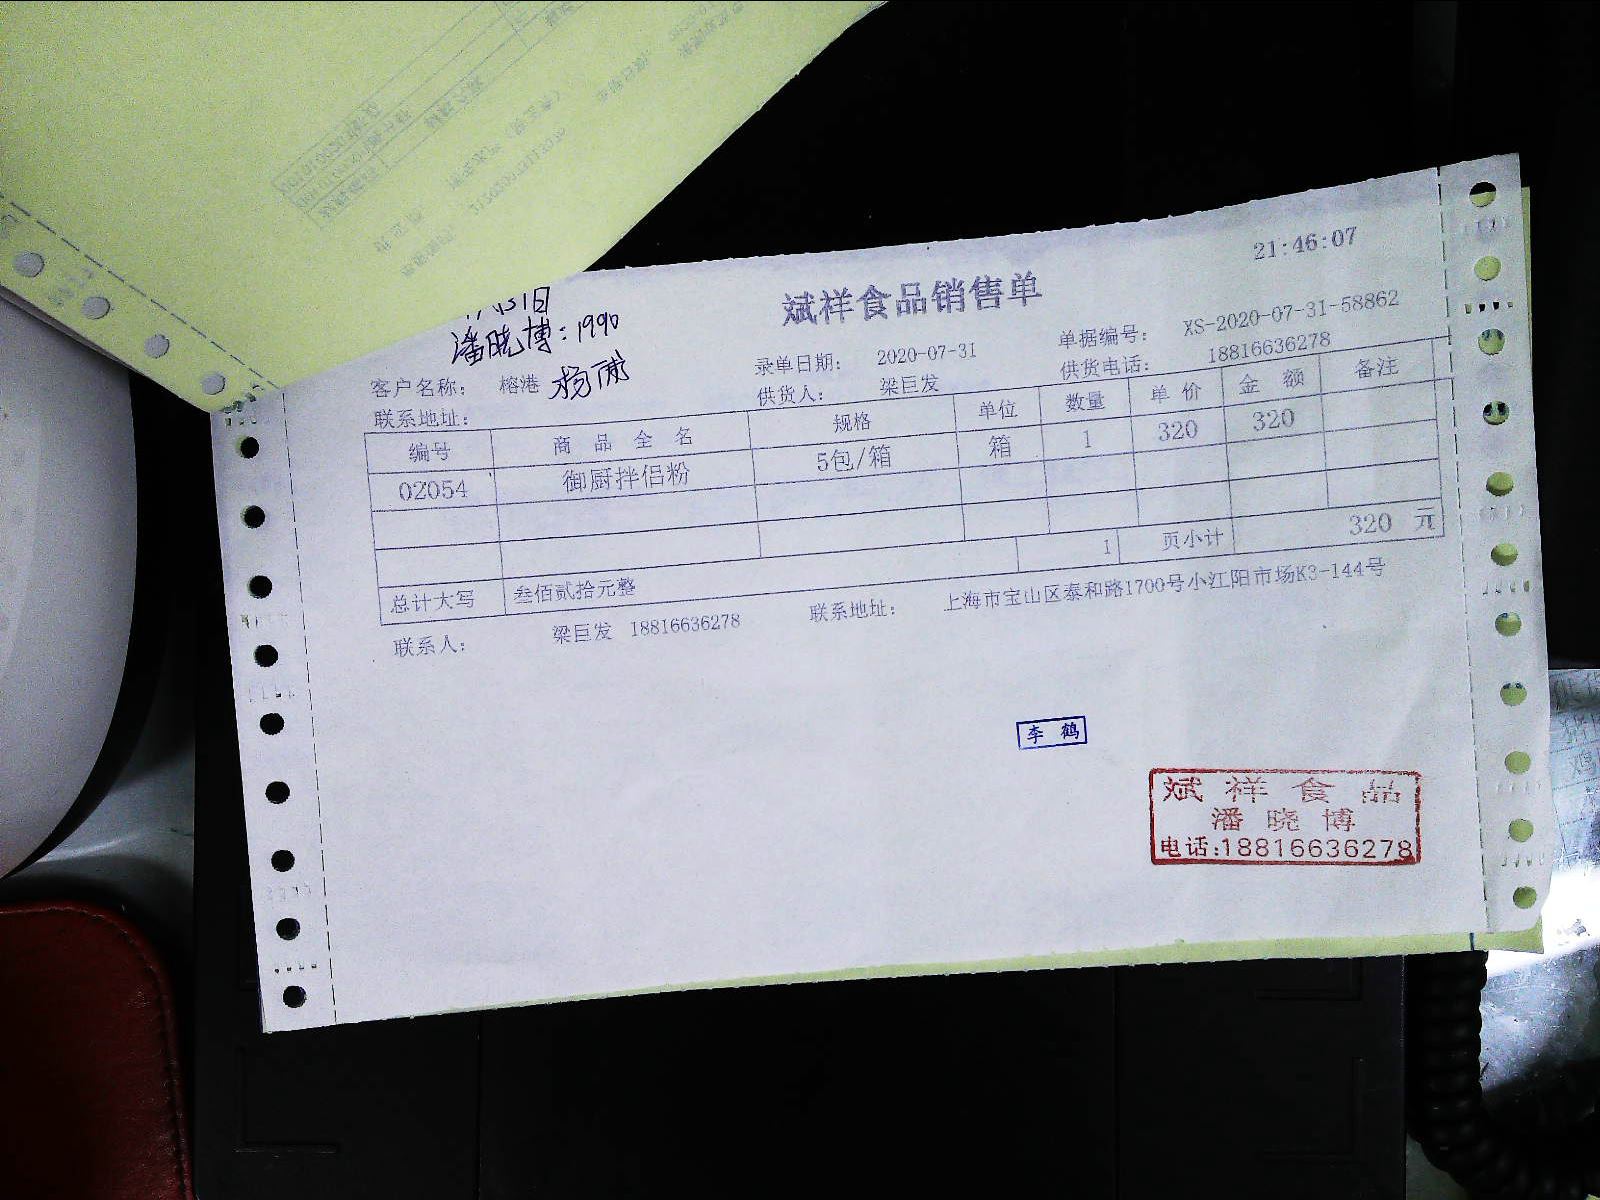 21:46:07
斌祥食品销售单
31日
潘晓博:1990
录单日期: 2020-07-31 单据编号: XS-2020-07-31-58862
客户名称: 榕港 供货人: 梁巨发 供货电话: 18816636278
联系地址:
编号 商品全名 规格 单位 数量 单价 金额 备注
02054 御厨拌侣粉 5包/箱 箱 1 320 320
1 页小计 320 元
总计大写 叁佰贰拾元整
联系人: 梁巨发 18816636278 联系地址: 上海市宝山区泰和路1700号小江阳市场K3-144号
李鹤
斌祥食品
潘晓博
电话:18816636278